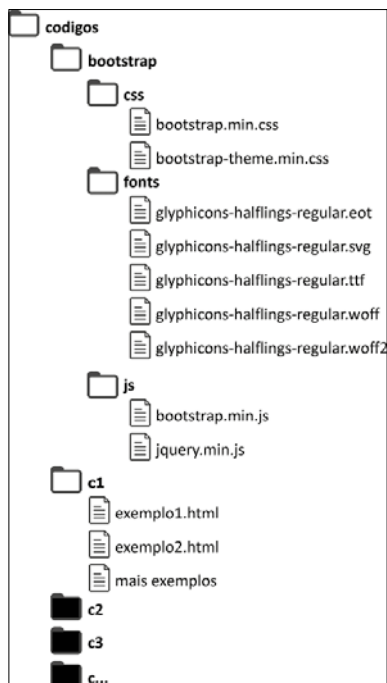 codigos
bootstrap
css
bootstrap.min.css
bootstrap-theme.min.css
fonts
glyphicons-halflings-regular.eot
glyphicons-halflings-regular.svg
glyphicons-halflings-regular.ttf
glyphicons-halflings-regular.woff
glyphicons-halflings-regular.woff2
js
bootstrap.min.js
jquery.min.js
c1
exemplo1.html
exemplo2.html
mais exemplos
c2
c3
c...